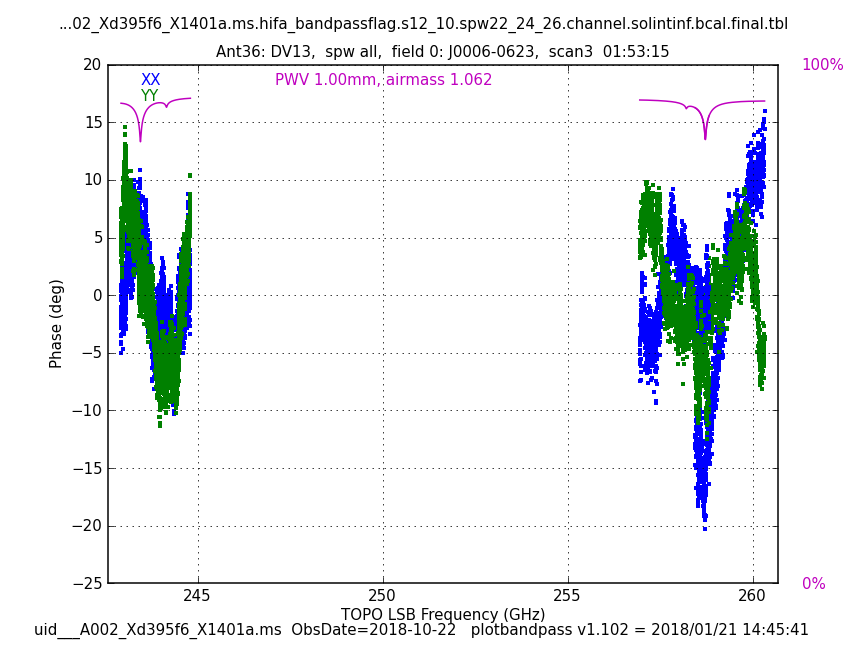 ...02_Xd395f6_X1401a.ms.hifa_bandpassflag.s12_10.spw22_24_26.channel.solintinf.bcal.final.tbl
Ant36: DV13,  spw all,  field 0: J0006-0623,  scan3  01:53:15
20
100%
XX
PWV 1.00mm, airmass 1.062
YY
15
10
5
0
Phase (deg)
−5
−10
−15
−20
−25
0%
245
250
255
260
TOPO LSB Frequency (GHz)
uid___A002_Xd395f6_X1401a.ms  ObsDate=2018-10-22   plotbandpass v1.102 = 2018/01/21 14:45:41